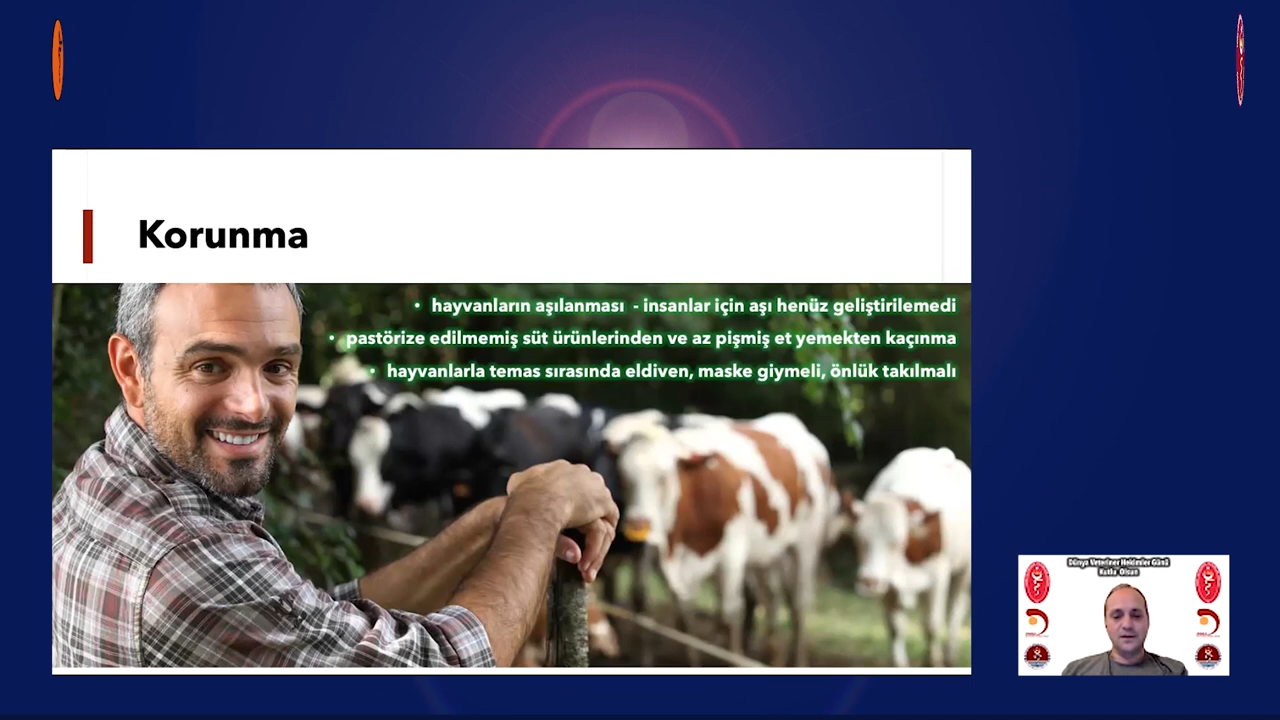 Korunma
• hayvanların aşılanması - insanlar için aşı henüz geliştirilemedi
• pastörize edilmemiş süt ürünlerinden ve az pişmiş et yemekten kaçınma
• hayvanlarla temas sırasında eldiven, maske giymeli, önlük takılmalı
Dünya Veteriner Hekimler Günü
Kutlu Olsun